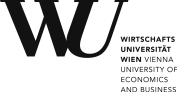 WU
WIRTSCHAFTS
UNIVERSITÄT
WIEN VIENNA
UNIVERSITY OF
ECONOMICS
AND BUSINESS